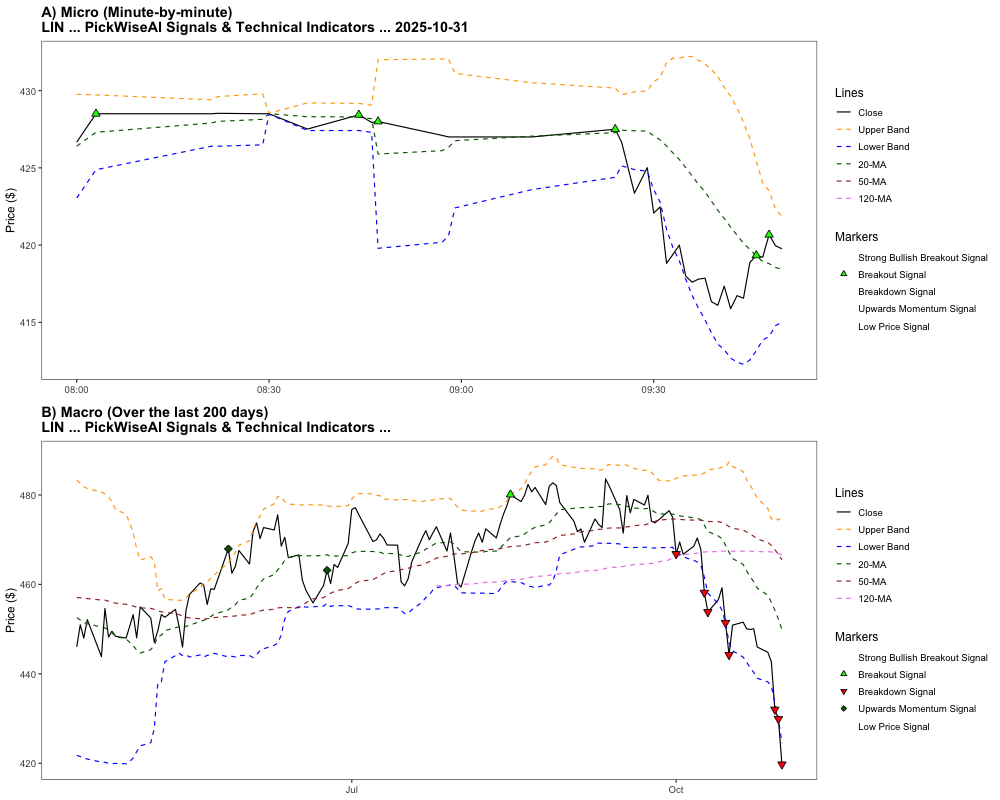 A) Micro (Minute-by-minute)
LIN ... PickWiseAI Signals & Technical Indicators ... 2025-10-31
Price ($)
430
425
420
415
08:00
08:30
09:00
09:30
Lines
Close
Upper Band
Lower Band
20-MA
50-MA
120-MA
Markers
Strong Bullish Breakout Signal
Breakout Signal
Breakdown Signal
Upwards Momentum Signal
Low Price Signal
B) Macro (Over the last 200 days)
LIN ... PickWiseAI Signals & Technical Indicators ...
Price ($)
480
460
440
420
Jul
Oct
Lines
Close
Upper Band
Lower Band
20-MA
50-MA
120-MA
Markers
Strong Bullish Breakout Signal
Breakout Signal
Breakdown Signal
Upwards Momentum Signal
Low Price Signal